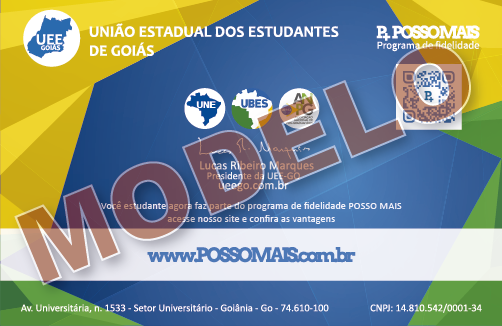 UEE
GOIÁS
UNIÃO ESTADUAL DOS ESTUDANTES
DE GOIÁS
P+ POSSOMAIS
Programa de fidelidade
UNE
UBES
ANPG
Lucas Ribeiro Marques
Presidente da UEE-GO
ueego.com.br
Você estudante agora faz parte do programa de fidelidade POSSO MAIS
acesse nosso site e confira as vantagens
MODELO
www.POSSOMAIS.com.br
Av. Universitária, n. 1533 - Setor Universitário - Goiânia - Go - 74.610-100
CNPJ: 14.810.542/0001-34